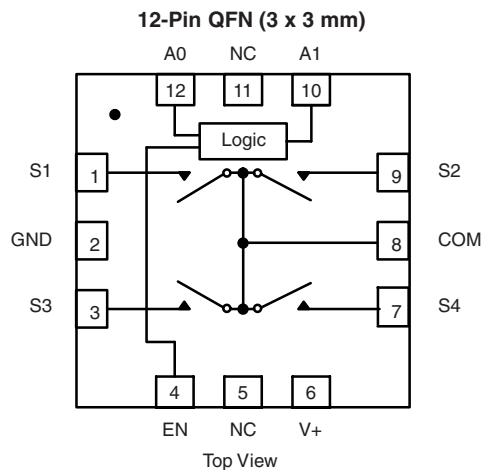 12-Pin QFN (3 x 3 mm)
A0 NC A1
12 11 10
Logic
S1 1 9 S2
GND 2 8 COM
S3 3 7 S4
4 5 6
EN NC V+
Top View